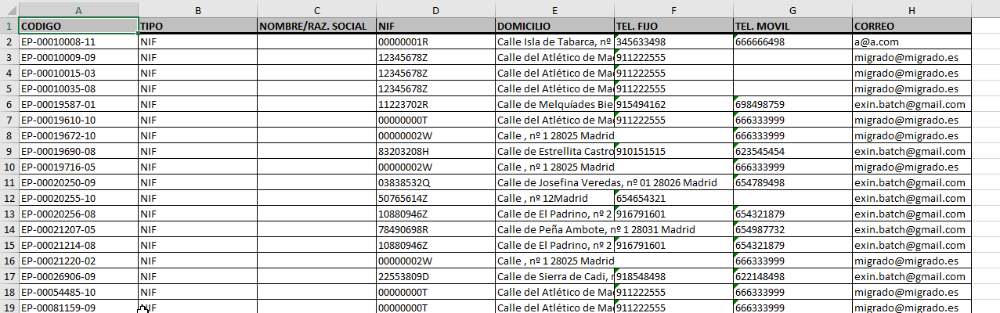 A B C D E F G H
1 CODIGO TIPO NOMBRE/RAZ. SOCIAL NIF DOMICILIO TEL. FIJO TEL. MOVIL CORREO
2 EP-00010008-11 NIF 00000001R Calle Isla de Tabarca, nº 345633498 666666498 a@a.com
3 EP-00010009-09 NIF 12345678Z Calle del Atlético de Ma 911222555 migrado@migrado.es
4 EP-00010015-03 NIF 12345678Z Calle del Atlético de Ma 911222555 migrado@migrado.es
5 EP-00010035-08 NIF 12345678Z Calle del Atlético de Ma 911222555 migrado@migrado.es
6 EP-00019587-01 NIF 11223702R Calle de Melquíades Bie 915494162 698498759 exin.batch@gmail.com
7 EP-00019610-10 NIF 00000000T Calle del Atlético de Ma 911222555 666333999 migrado@migrado.es
8 EP-00019672-10 NIF 00000002W Calle , nº 1 28025 Madrid 666333999 migrado@migrado.es
9 EP-00019690-08 NIF 83203208H Calle de Estrellita Castro 910151515 623545454 exin.batch@gmail.com
10 EP-00019716-05 NIF 00000002W Calle , nº 1 28025 Madrid 666333999 migrado@migrado.es
11 EP-00020250-09 NIF 03838532Q Calle de Josefina Veredas, nº 01 28026 Madrid 654789498 exin.batch@gmail.com
12 EP-00020255-10 NIF 50765614Z Calle , nº 12Madrid 654654321 exin.batch@gmail.com
13 EP-00020256-08 NIF 10880946Z Calle de El Padrino, nº 2 916791601 654321879 exin.batch@gmail.com
14 EP-00021207-05 NIF 78490698R Calle de Peña Ambote, nº 1 28031 Madrid 654987732 exin.batch@gmail.com
15 EP-00021214-08 NIF 10880946Z Calle de El Padrino, nº 2 916791601 654321879 exin.batch@gmail.com
16 EP-00021220-02 NIF 00000002W Calle , nº 1 28025 Madrid 666333999 migrado@migrado.es
17 EP-00026906-09 NIF 22553809D Calle de Sierra de Cadi, 918548498 622148498 exin.batch@gmail.com
18 EP-00054485-10 NIF 00000000T Calle del Atlético de Ma 911222555 666333999 migrado@migrado.es
19 EP-00081159-09 NIF 00000000T Calle del Atlético de Ma 911222555 666333999 migrado@migrado.es